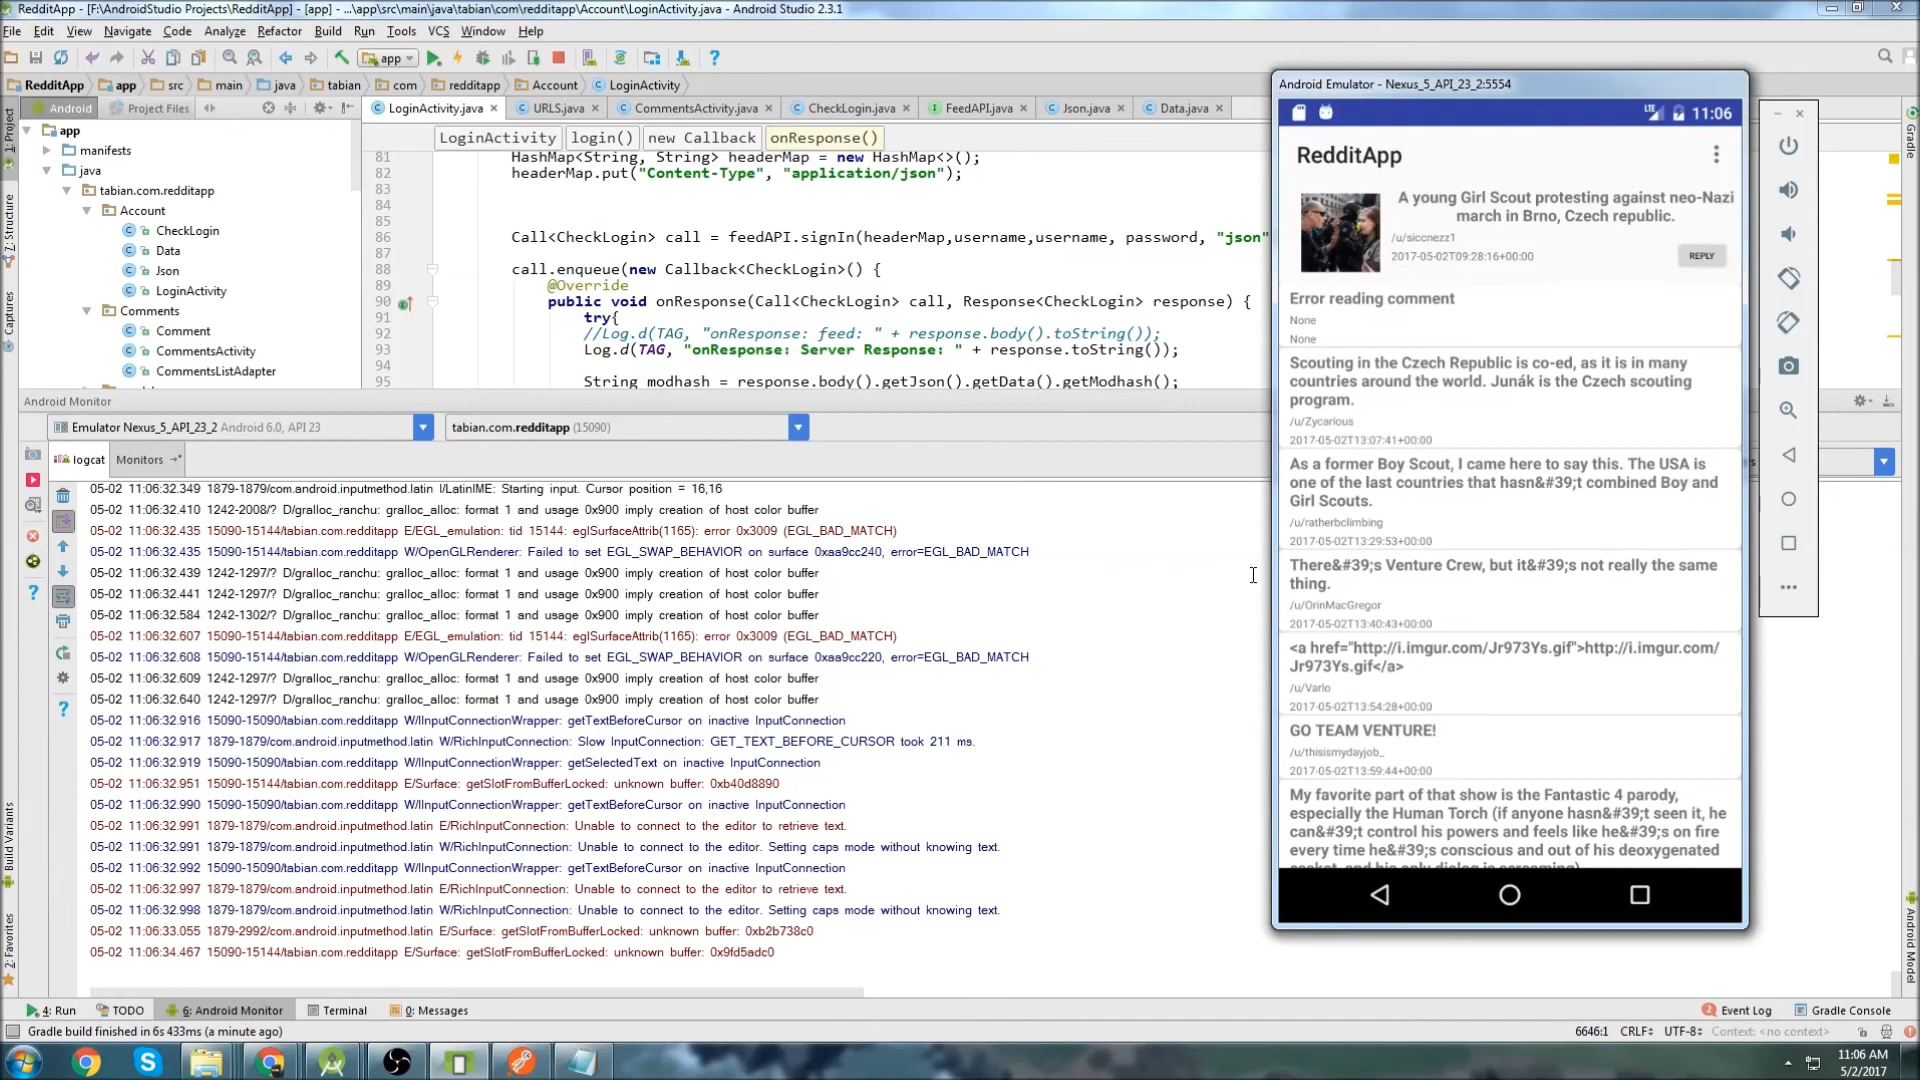 RedditApp - [F:\AndroidStudio Projects\RedditApp] - [app] - ...\app\src\main\java\tabian\com\redditapp\Account\LoginActivity.java - Android Studio 2.3.1
File Edit View Navigate Code Analyze Refactor Build Run Tools VCS Window Help
app
RedditApp app src main java tabian com redditapp Account LoginActivity
Android Project Files
LoginActivity.java URLS.java CommentsActivity.java CheckLogin.java FeedAPI.java Json.java Data.java
LoginActivity login() new Callback onResponse()
1: Project
7: Structure
Captures
Build Variants
2: Favorites
Gradle
Android Model
app
manifests
java
tabian.com.redditapp
Account
CheckLogin
Data
Json
LoginActivity
Comments
Comment
CommentsActivity
CommentsListAdapter
81 HashMap<String, String> headerMap = new HashMap<>();
82 headerMap.put("Content-Type", "application/json");
83
84
85
86 Call<CheckLogin> call = feedAPI.signIn(headerMap,username,username, password, "json"
87
88 call.enqueue(new Callback<CheckLogin>() {
89 @Override
90 public void onResponse(Call<CheckLogin> call, Response<CheckLogin> response) {
91 try{
92 //Log.d(TAG, "onResponse: feed: " + response.body().toString());
93 Log.d(TAG, "onResponse: Server Response: " + response.toString());
95 String modhash = response.body().getJson().getData().getModhash();
Android Monitor
Emulator Nexus_5_API_23_2 Android 6.0, API 23
tabian.com.redditapp (15090)
logcat Monitors
05-02 11:06:32.349 1879-1879/com.android.inputmethod.latin I/LatinIME: Starting input. Cursor position = 16,16
05-02 11:06:32.410 1242-2008/? D/gralloc_ranchu: gralloc_alloc: format 1 and usage 0x900 imply creation of host color buffer
05-02 11:06:32.435 15090-15144/tabian.com.redditapp E/EGL_emulation: tid 15144: eglSurfaceAttrib(1165): error 0x3009 (EGL_BAD_MATCH)
05-02 11:06:32.435 15090-15144/tabian.com.redditapp W/OpenGLRenderer: Failed to set EGL_SWAP_BEHAVIOR on surface 0xaa9cc240, error=EGL_BAD_MATCH
05-02 11:06:32.439 1242-1297/? D/gralloc_ranchu: gralloc_alloc: format 1 and usage 0x900 imply creation of host color buffer
05-02 11:06:32.441 1242-1297/? D/gralloc_ranchu: gralloc_alloc: format 1 and usage 0x900 imply creation of host color buffer
05-02 11:06:32.584 1242-1302/? D/gralloc_ranchu: gralloc_alloc: format 1 and usage 0x900 imply creation of host color buffer
05-02 11:06:32.607 15090-15144/tabian.com.redditapp E/EGL_emulation: tid 15144: eglSurfaceAttrib(1165): error 0x3009 (EGL_BAD_MATCH)
05-02 11:06:32.608 15090-15144/tabian.com.redditapp W/OpenGLRenderer: Failed to set EGL_SWAP_BEHAVIOR on surface 0xaa9cc220, error=EGL_BAD_MATCH
05-02 11:06:32.609 1242-1297/? D/gralloc_ranchu: gralloc_alloc: format 1 and usage 0x900 imply creation of host color buffer
05-02 11:06:32.640 1242-1297/? D/gralloc_ranchu: gralloc_alloc: format 1 and usage 0x900 imply creation of host color buffer
05-02 11:06:32.916 15090-15090/tabian.com.redditapp W/IInputConnectionWrapper: getTextBeforeCursor on inactive InputConnection
05-02 11:06:32.917 1879-1879/com.android.inputmethod.latin W/RichInputConnection: Slow InputConnection: GET_TEXT_BEFORE_CURSOR took 211 ms.
05-02 11:06:32.919 15090-15090/tabian.com.redditapp W/IInputConnectionWrapper: getSelectedText on inactive InputConnection
05-02 11:06:32.951 15090-15144/tabian.com.redditapp E/Surface: getSlotFromBufferLocked: unknown buffer: 0xb40d8890
05-02 11:06:32.990 15090-15090/tabian.com.redditapp W/IInputConnectionWrapper: getTextBeforeCursor on inactive InputConnection
05-02 11:06:32.991 1879-1879/com.android.inputmethod.latin E/RichInputConnection: Unable to connect to the editor to retrieve text.
05-02 11:06:32.991 1879-1879/com.android.inputmethod.latin W/RichInputConnection: Unable to connect to the editor. Setting caps mode without knowing text.
05-02 11:06:32.992 15090-15090/tabian.com.redditapp W/IInputConnectionWrapper: getTextBeforeCursor on inactive InputConnection
05-02 11:06:32.997 1879-1879/com.android.inputmethod.latin E/RichInputConnection: Unable to connect to the editor to retrieve text.
05-02 11:06:32.998 1879-1879/com.android.inputmethod.latin W/RichInputConnection: Unable to connect to the editor. Setting caps mode without knowing text.
05-02 11:06:33.055 1879-2992/com.android.inputmethod.latin E/Surface: getSlotFromBufferLocked: unknown buffer: 0xb2b738c0
05-02 11:06:34.467 15090-15144/tabian.com.redditapp E/Surface: getSlotFromBufferLocked: unknown buffer: 0x9fd5adc0
Android Emulator - Nexus_5_API_23_2:5554
LTE 11:06
RedditApp
A young Girl Scout protesting against neo-Nazi
march in Brno, Czech republic.
/u/siccnezz1
2017-05-02T09:28:16+00:00
REPLY
Error reading comment
None
None
Scouting in the Czech Republic is co-ed, as it is in many
countries around the world. Junák is the Czech scouting
program.
/u/Zycarious
2017-05-02T13:07:41+00:00
As a former Boy Scout, I came here to say this. The USA is
one of the last countries that hasn&#39;t combined Boy and
Girl Scouts.
/u/ratherbclimbing
2017-05-02T13:29:53+00:00
There&#39;s Venture Crew, but it&#39;s not really the same
thing.
/u/OrinMacGregor
2017-05-02T13:40:43+00:00
<a href="http://i.imgur.com/Jr973Ys.gif">http://i.imgur.com/
Jr973Ys.gif</a>
/u/Varlo
2017-05-02T13:54:28+00:00
GO TEAM VENTURE!
/u/thisismydayjob_
2017-05-02T13:59:44+00:00
My favorite part of that show is the Fantastic 4 parody,
especially the Human Torch (if anyone hasn&#39;t seen it, he
can&#39;t control his powers and feels like he&#39;s on fire
every time he&#39;s conscious and out of his deoxygenated
4: Run TODO 6: Android Monitor Terminal 0: Messages
2 Event Log Gradle Console
Gradle build finished in 6s 433ms (a minute ago)
6646:1 CRLF UTF-8 Context: <no context>
11:06 AM
5/2/2017